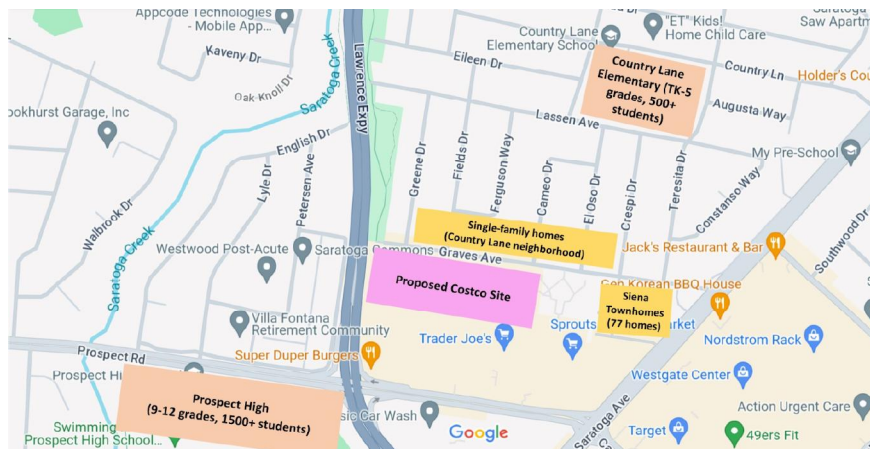 Appcode Technologies
- Mobile App...
Kaveny Dr
Oak-Knoll Dr
Saratoga Creek
Lawrence Expy
Country Lane
Elementary School
"ET" Kids!
Home Child Care
Saratoga
Saw Apartm
Eileen Dr
Country Ln
Holder's Cou
Country Lane
Elementary (TK-5
grades, 500+
students)
Augusta Way
ookhurst Garage, Inc
English Dr
Lassen Ave
My Pre-School
Lyle Dr
Petersen Ave
Greene Dr
Fields Dr
Ferguson Way
Cameo Dr
El Oso Dr
Crespi Dr
Teresita Dr
Constanso Way
Walbrook Dr
Saratoga Creek
Southwood Dr
Single-family homes
(Country Lane neighborhood)
Westwood Post-Acute
Saratoga Commons
Graves Ave
Jack's Restaurant & Bar
Gen Korean BBQ House
Proposed Costco Site
Siena
Townhomes
(77 homes)
Villa Fontana
Retirement Community
Trader Joe's
Sprouts
arket
Nordstrom Rack
Prospect Rd
Super Duper Burgers
Westgate Center
Prospect Hi
Prospect High
(9-12 grades, 1500+ students)
sic Car Wash
Saratoga Ave
Action Urgent Care
Swimming
Prospect High School...
Google
Target
49ers Fit
Ca